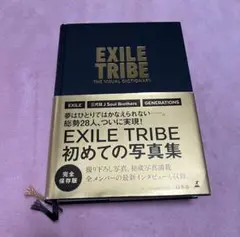 EXILE
TRIBE
THE VISUAL DICTIONARY
EXILE
三代目 J Soul Brothers
GENERATIONS
夢はひとりではかなえられない――。
総勢28人、ついに実現!
EXILE TRIBE
初めての写真集
完全
保存版
撮り下ろし写真、秘蔵写真満載
全メンバーの最新インタビューも収録